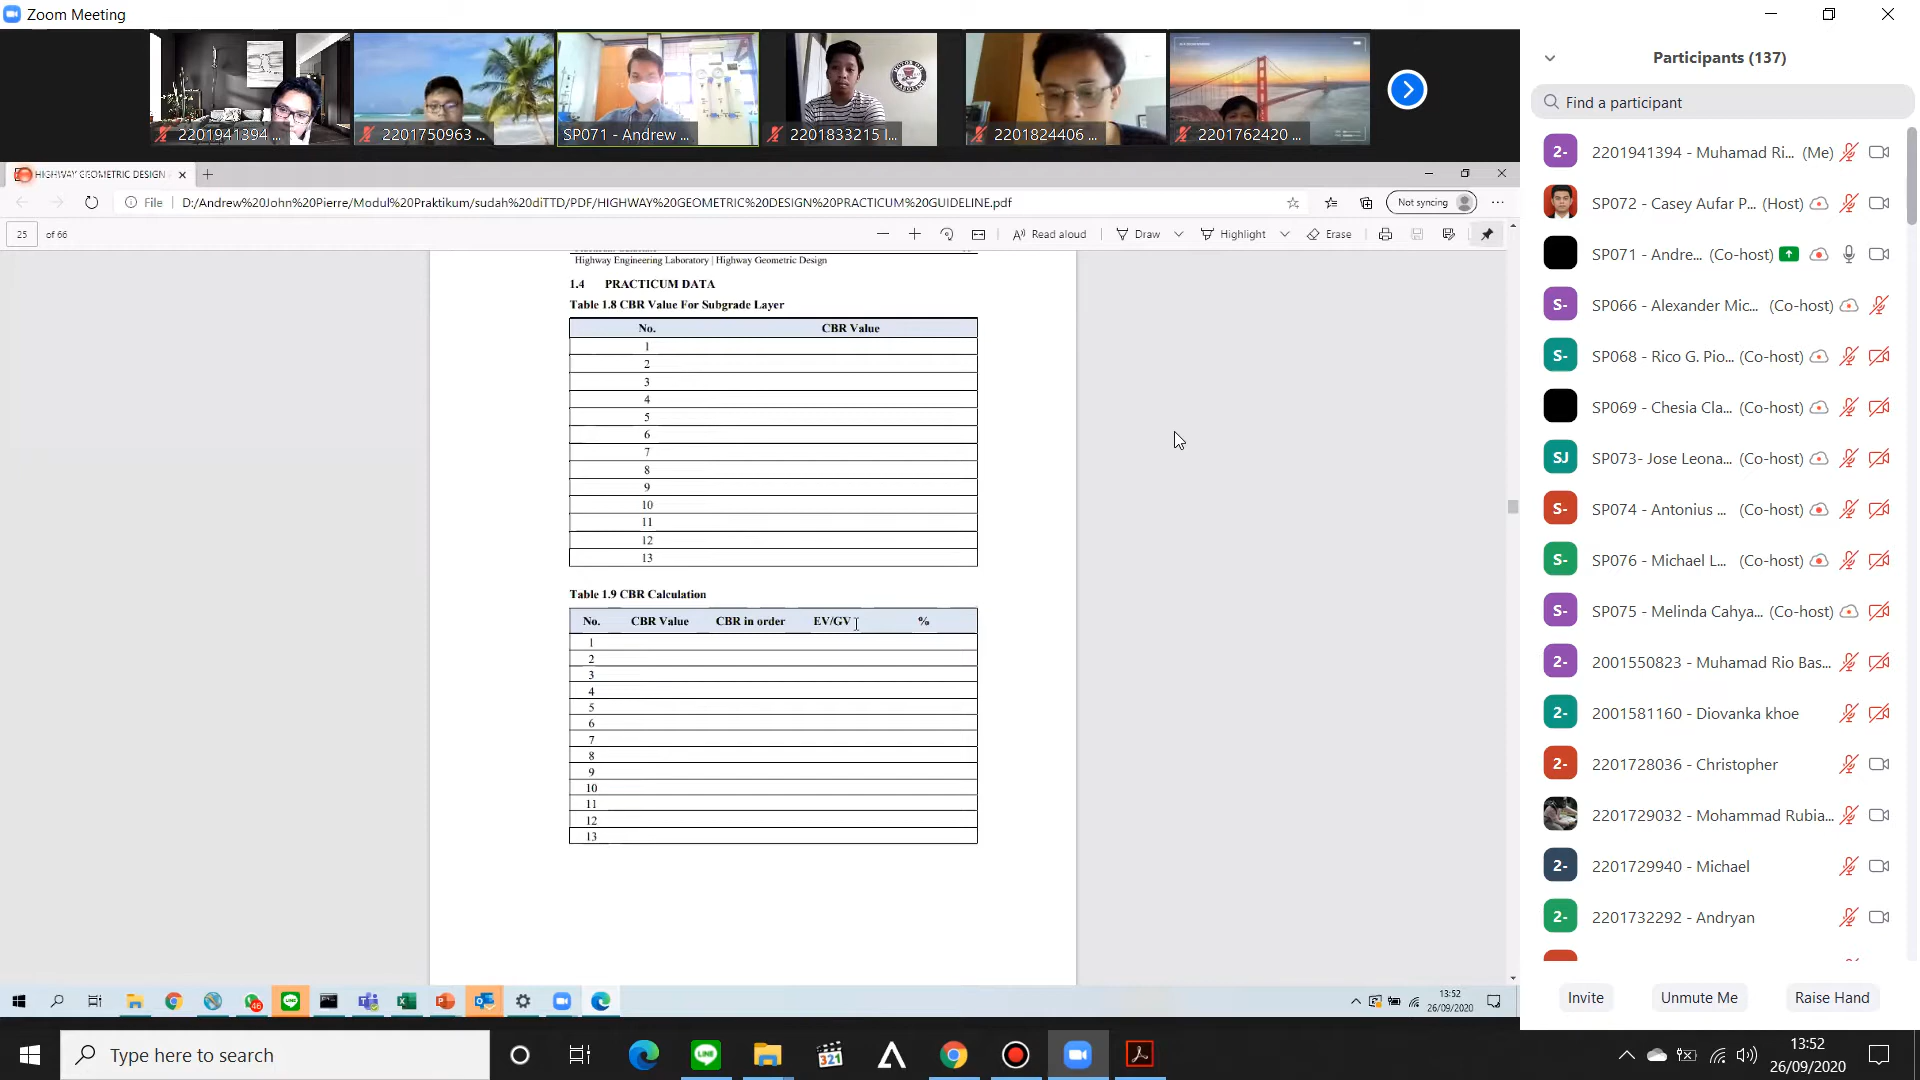 Zoom Meeting
2201941394 ...
2201750963 ...
SP071 - Andrew ...
2201833215 I...
2201824406 ...
2201762420 ...
HIGHWAY GEOMETRIC DESIGN
File
D:/Andrew%20John%20Pierre/Modul%20Praktikum/sudah%20diTTD/PDF/HIGHWAY%20GEOMETRIC%20DESIGN%20PRACTICUM%20GUIDELINE.pdf
Not syncing
25 of 66
Read aloud
Draw
Highlight
Erase
Highway Engineering Laboratory | Highway Geometric Design
1.4 PRACTICUM DATA
Table 1.8 CBR Value For Subgrade Layer
No. CBR Value
1
2
3
4
5
6
7
8
9
10
11
12
13
Table 1.9 CBR Calculation
No. CBR Value CBR in order EV/GV %
1
2
3
4
5
6
7
8
9
10
11
12
13
46
13:52
26/09/2020
Participants (137)
Find a participant
2- 2201941394 - Muhamad Ri... (Me)
SP072 - Casey Aufar P... (Host)
SP071 - Andre... (Co-host)
S- SP066 - Alexander Mic... (Co-host)
S- SP068 - Rico G. Pio... (Co-host)
SP069 - Chesia Cla... (Co-host)
SJ SP073- Jose Leona... (Co-host)
S- SP074 - Antonius ... (Co-host)
S- SP076 - Michael L... (Co-host)
S- SP075 - Melinda Cahya... (Co-host)
2- 2001550823 - Muhamad Rio Bas...
2- 2001581160 - Diovanka khoe
2- 2201728036 - Christopher
2201729032 - Mohammad Rubia...
2- 2201729940 - Michael
2- 2201732292 - Andryan
Invite
Unmute Me
Raise Hand
Type here to search
321
13:52
26/09/2020